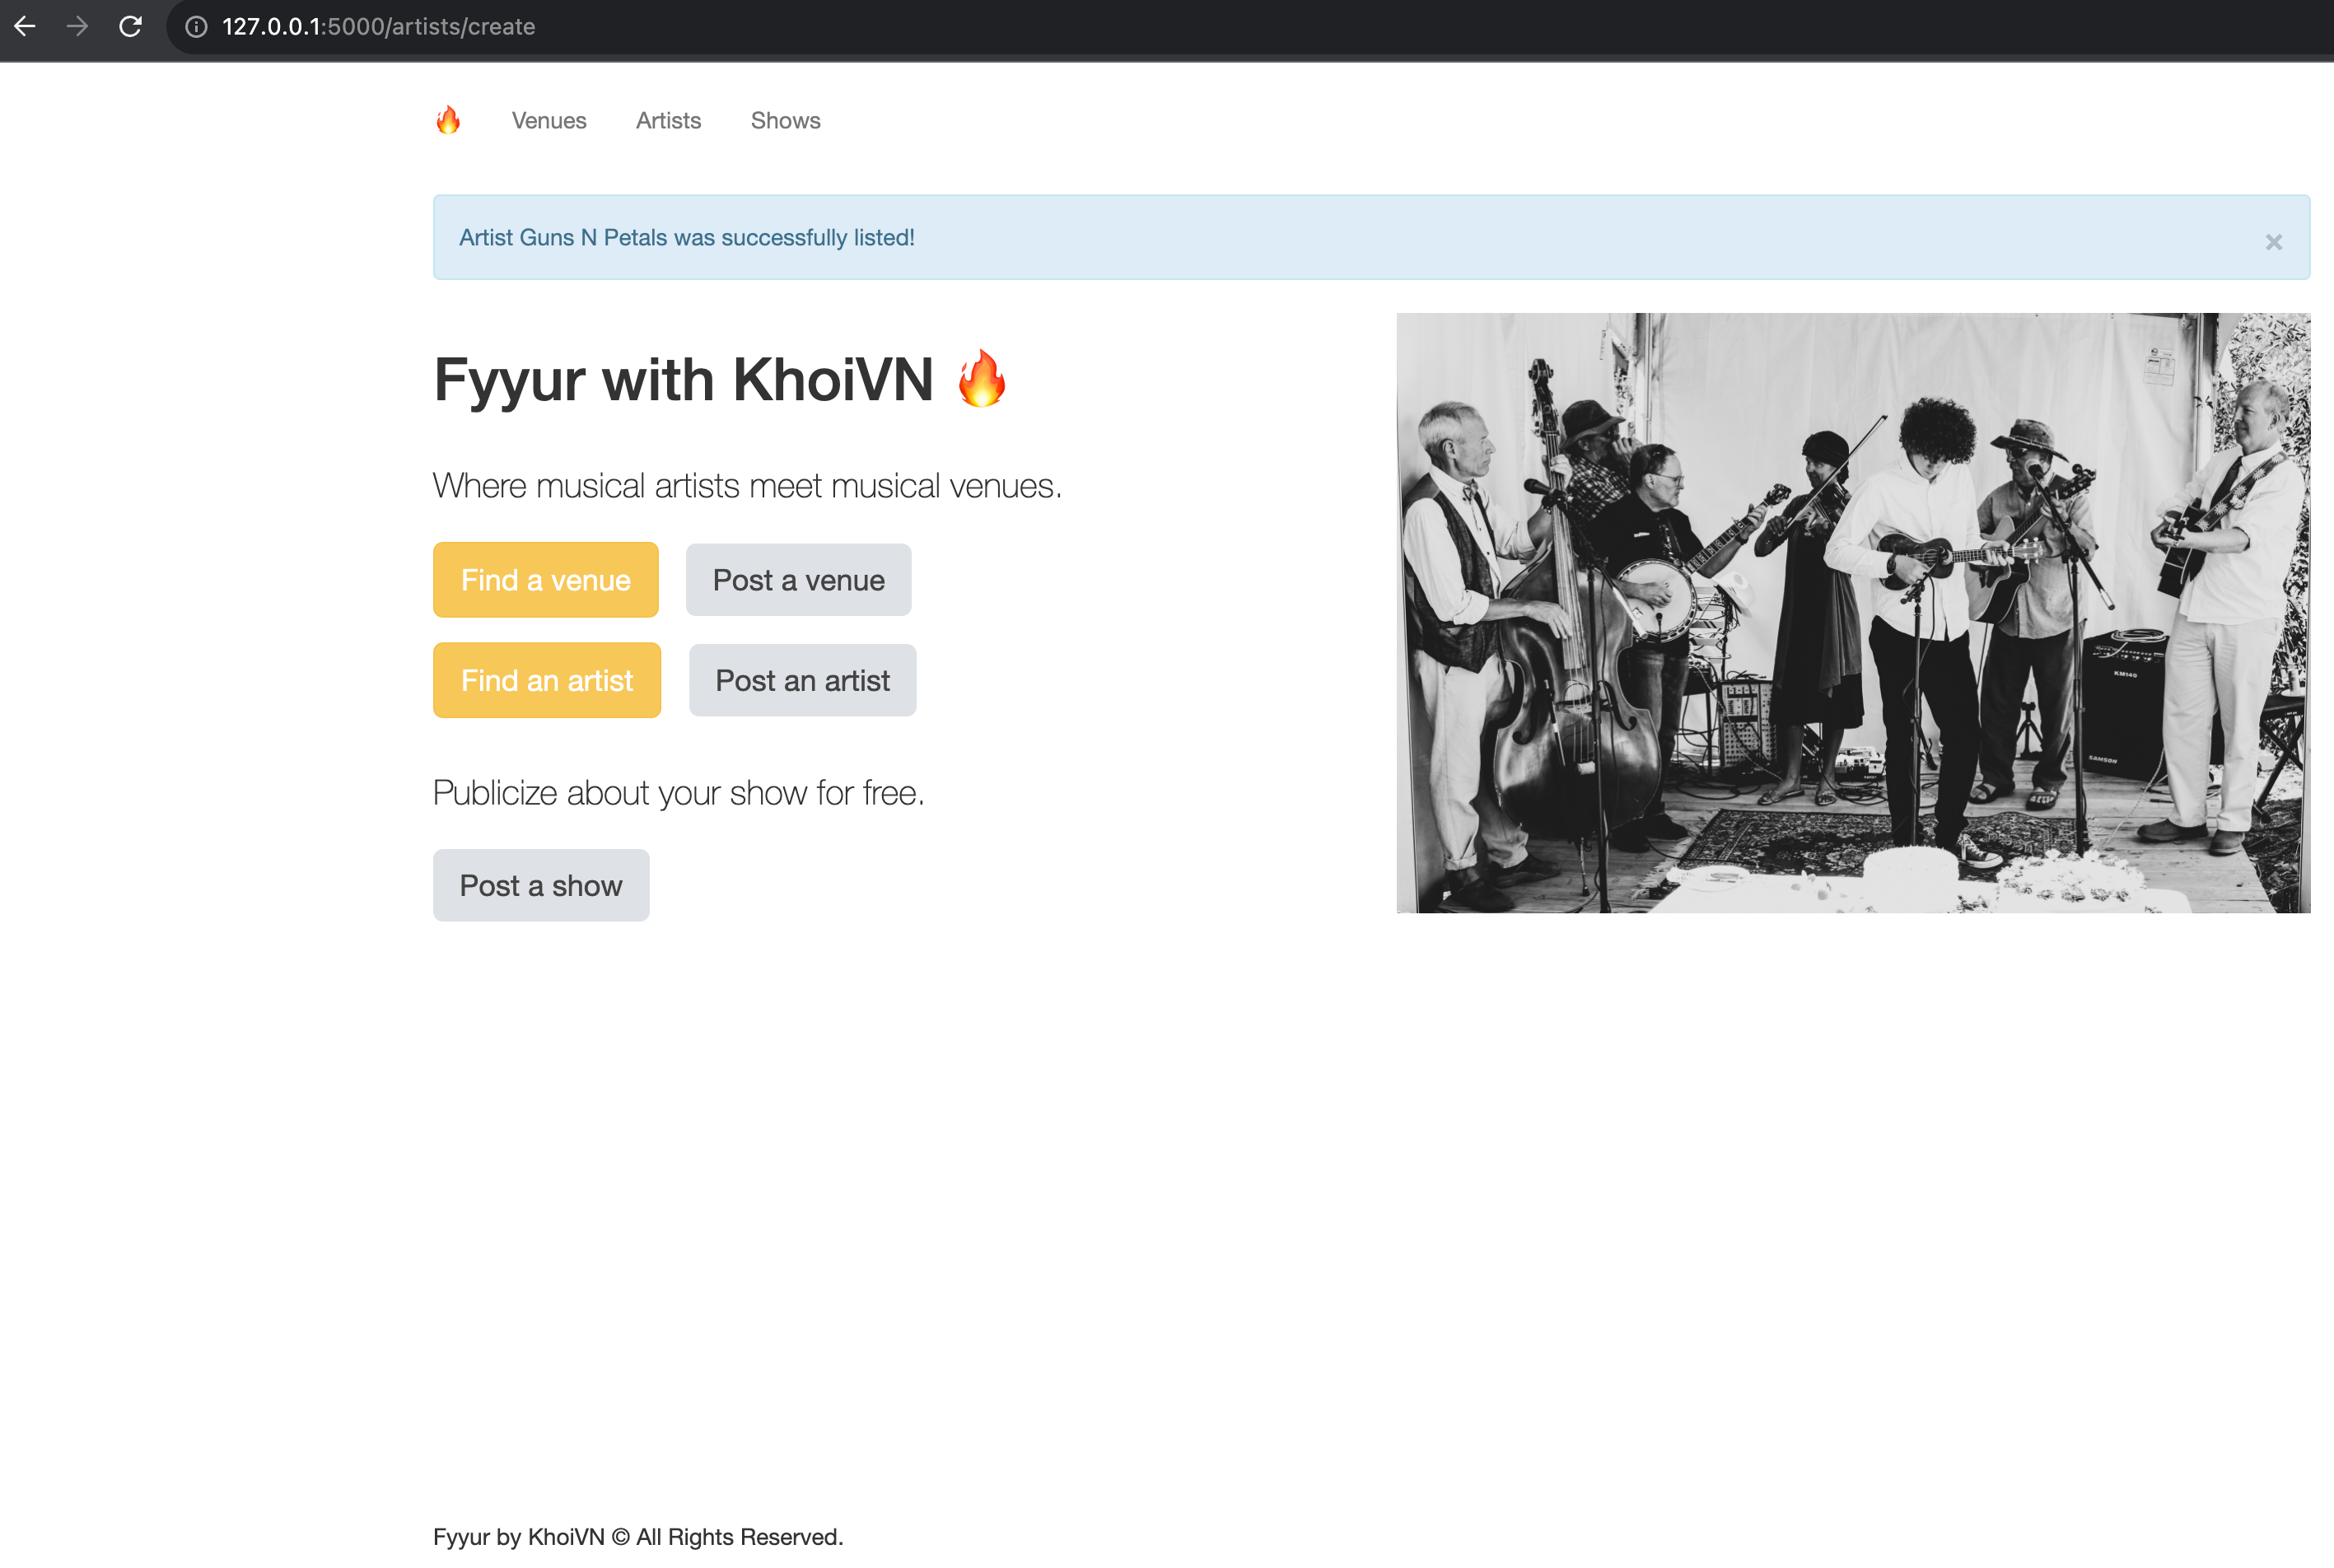 127.0.0.1:5000/artists/create
🔥 Venues Artists Shows
Artist Guns N Petals was successfully listed!
×
Fyyur with KhoiVN 🔥
Where musical artists meet musical venues.
Find a venue Post a venue
Find an artist Post an artist
Publicize about your show for free.
Post a show
KM140
SAMSON
Fyyur by KhoiVN © All Rights Reserved.